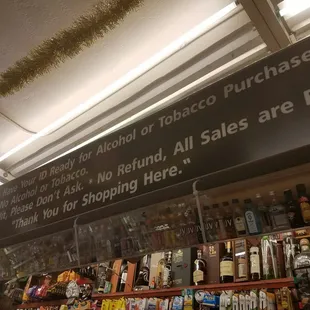 Have Your ID Ready for Alcohol or Tobacco Purchase
No Alcohol or Tobacco.
Please Don't Ask. "No Refund, All Sales are
"Thank You for Shopping Here."